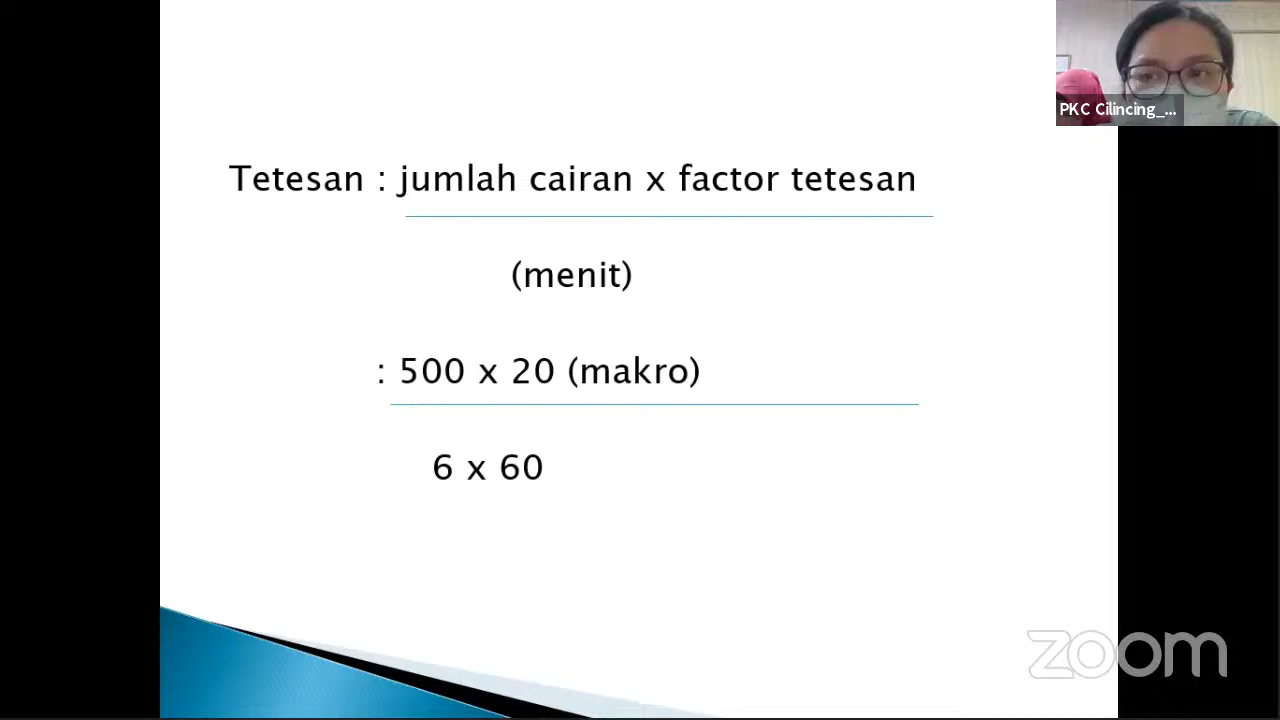 PKC Cilincing_...
Tetesan : jumlah cairan x factor tetesan
(menit)
: 500 x 20 (makro)
6 x 60
zoom